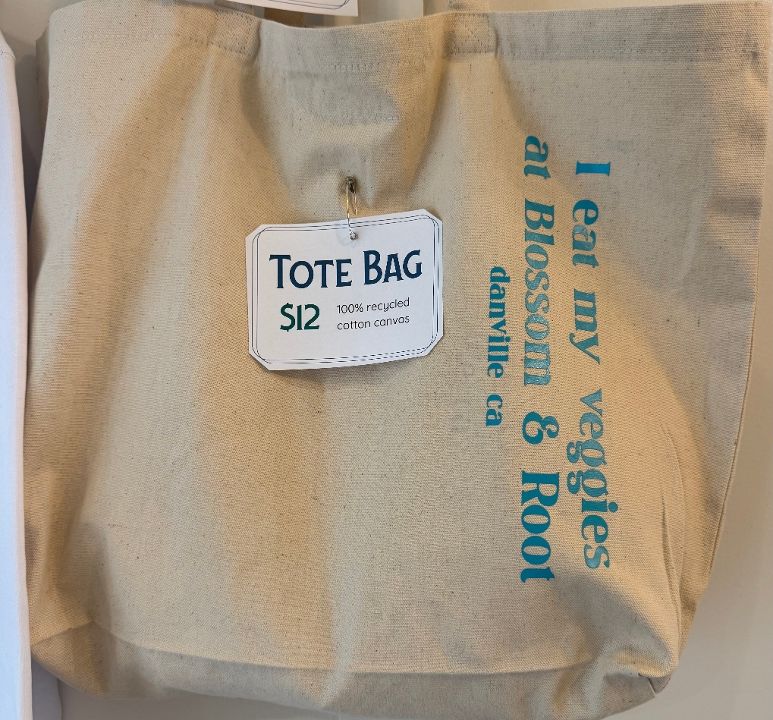 TOTE BAG
$12
100% recycled
cotton canvas
I eat my veggies
at Blossom & Root
danville ca